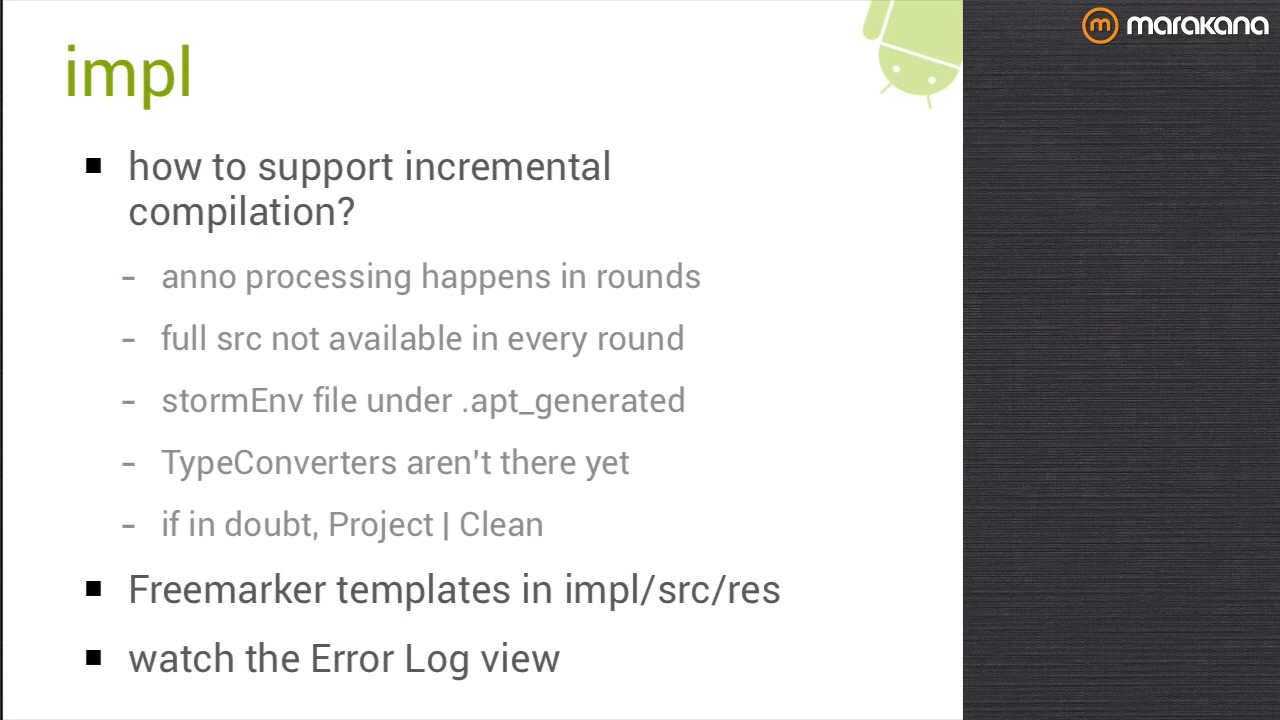 impl
marakana
■ how to support incremental
compilation?
- anno processing happens in rounds
- full src not available in every round
- stormEnv file under .apt_generated
- TypeConverters aren't there yet
- if in doubt, Project | Clean
■ Freemarker templates in impl/src/res
■ watch the Error Log view